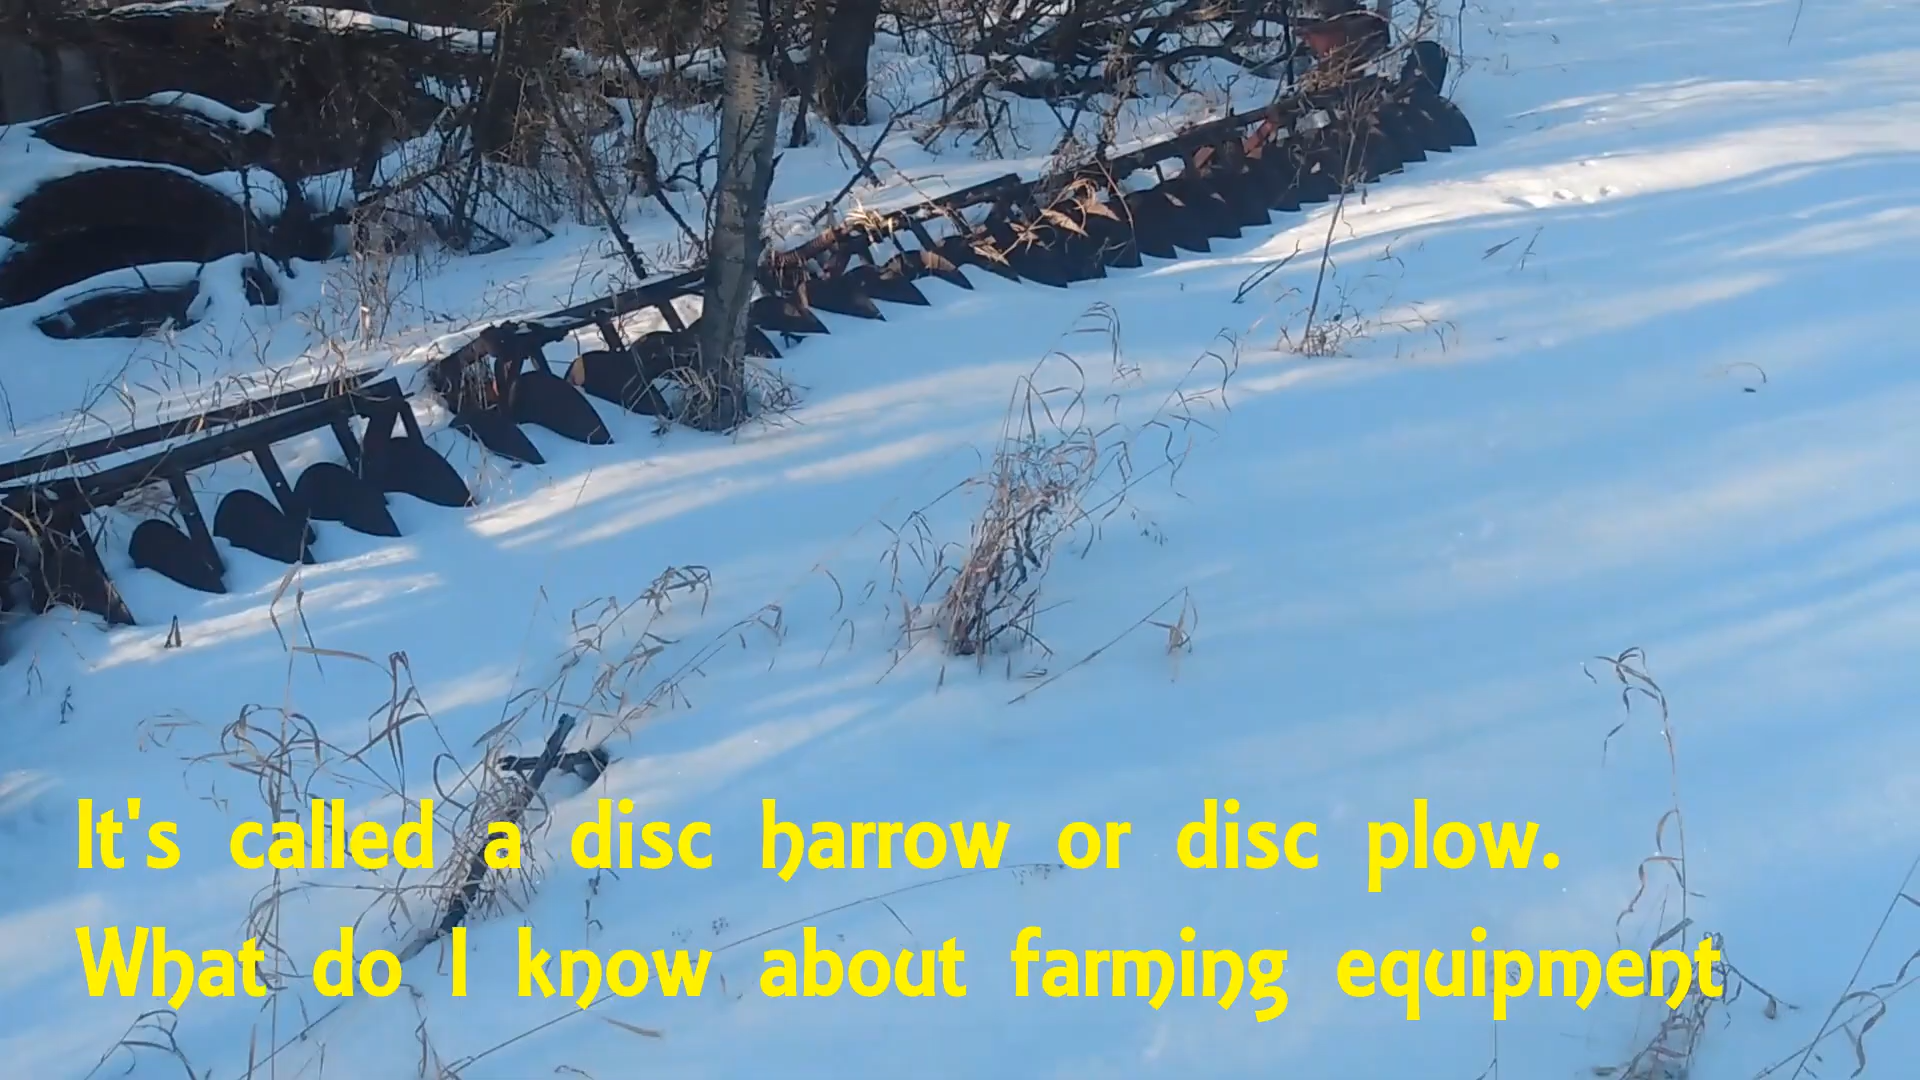 It's called a disc harrow or disc plow.
What do I know about farming equipment